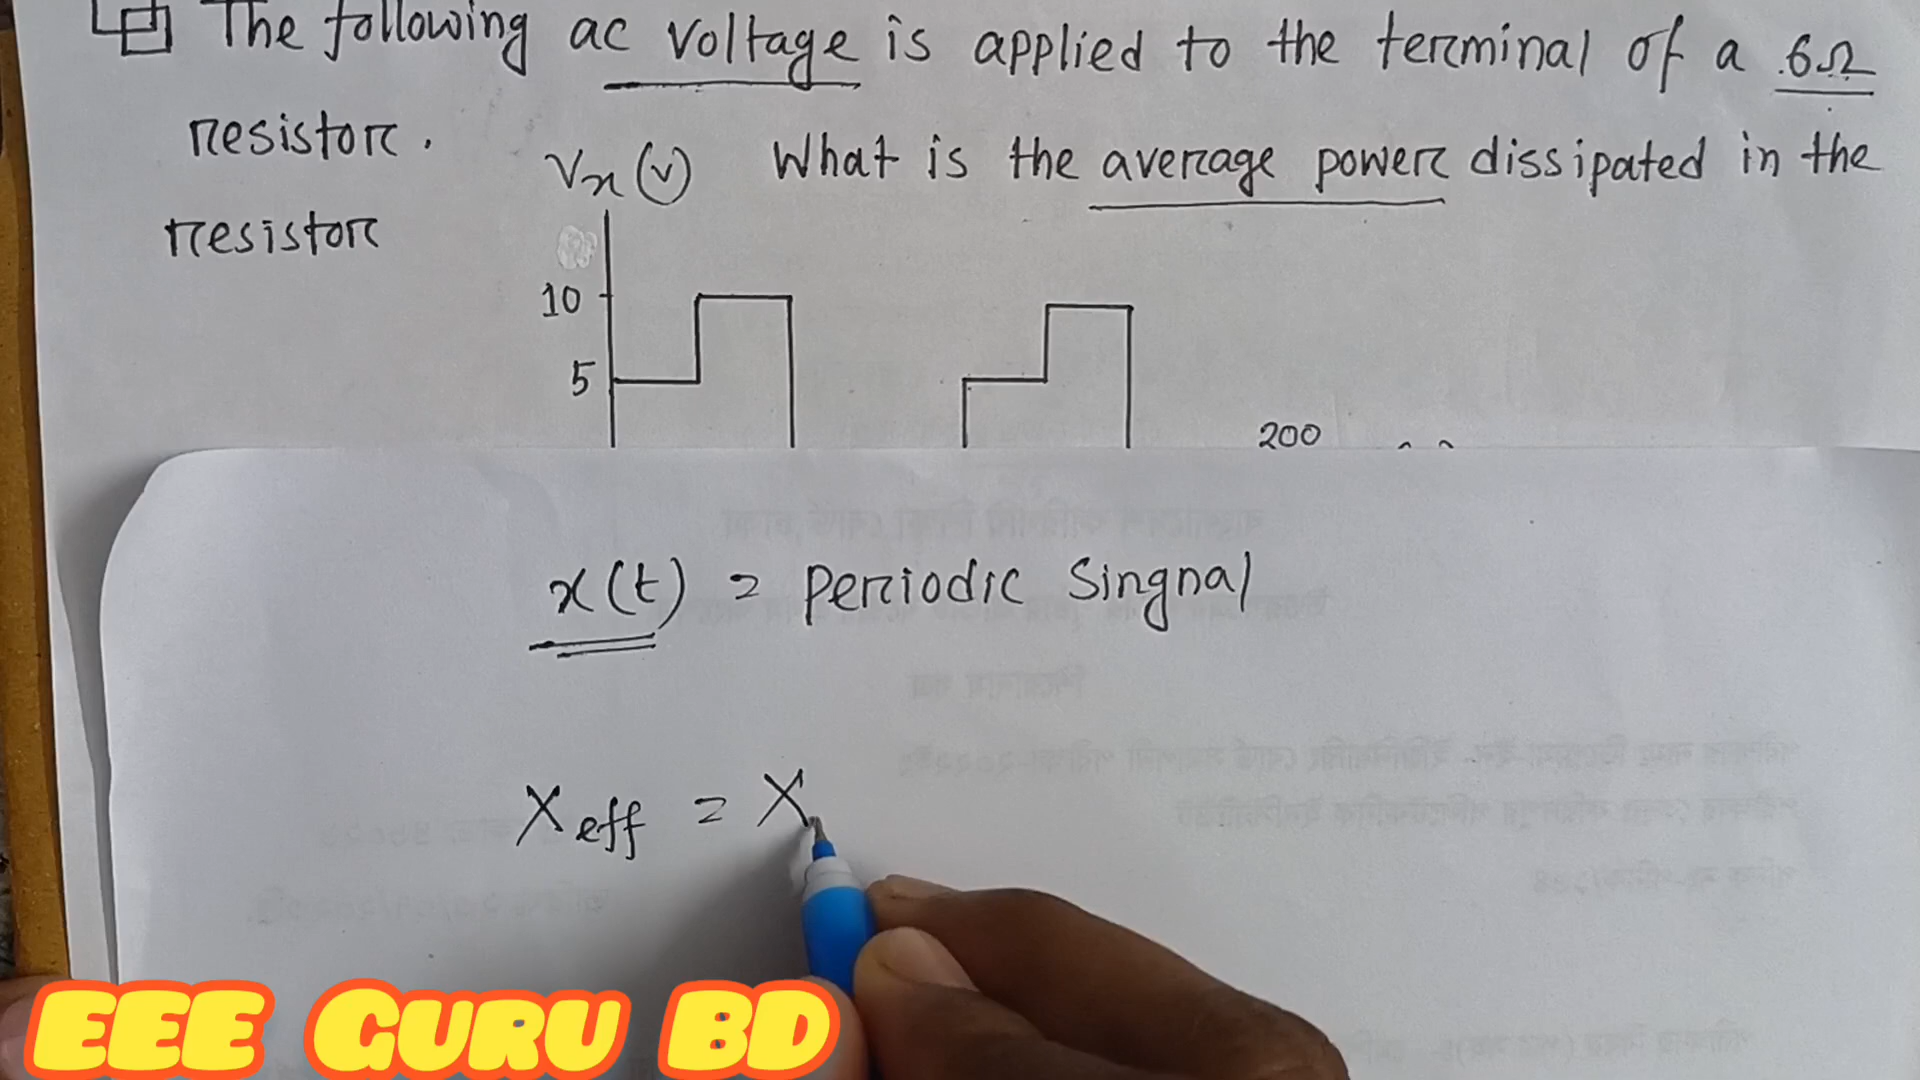 The following ac voltage is applied to the terminal of a 6Ω
resistor. What is the average power dissipated in the
resistor
Vx (v)
10
5
200
x(t) = Periodic Singnal
Xeff = X
EEE GURU BD